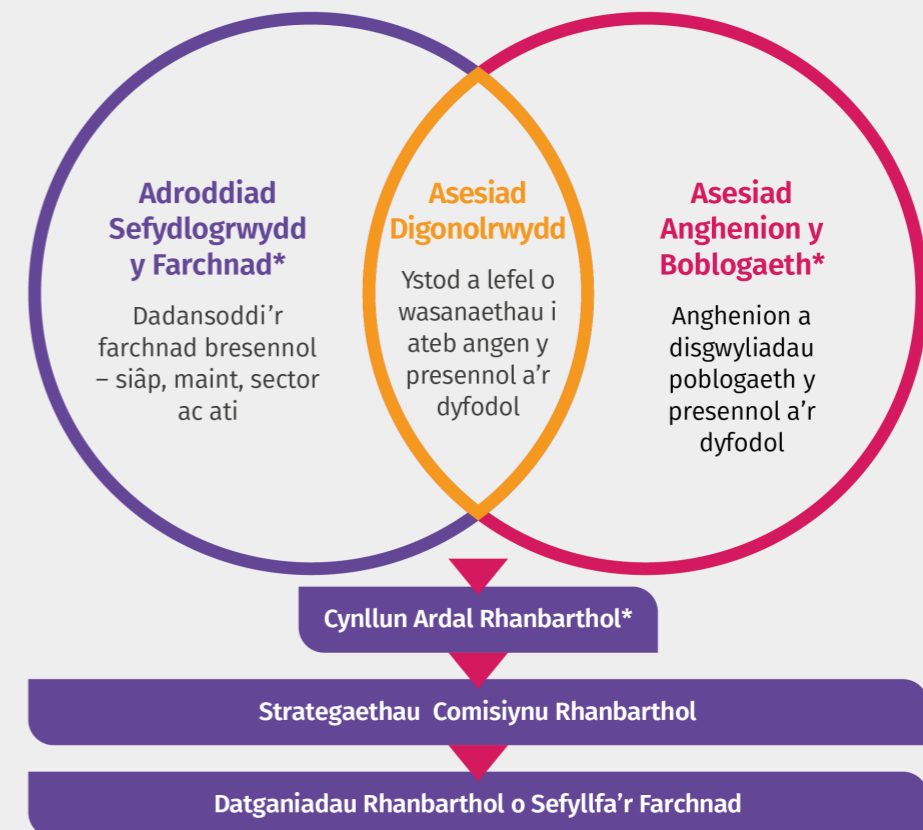 Adroddiad
Sefydlogrwydd
y Farchnad*
Dadansoddi'r
farchnad bresennol
– siâp, maint, sector
ac ati
Asesiad
Digonolrwydd
Ystod a lefel o
wasanaethau i
ateb angen y
presennol a'r
dyfodol
Asesiad
Anghenion y
Boblogaeth*
Anghenion a
disgwyliadau
poblogaeth y
presennol a'r
dyfodol
Cynllun Ardal Rhanbarthol*
Strategaethau Comisiynu Rhanbarthol
Datganiadau Rhanbarthol o Sefyllfa'r Farchnad